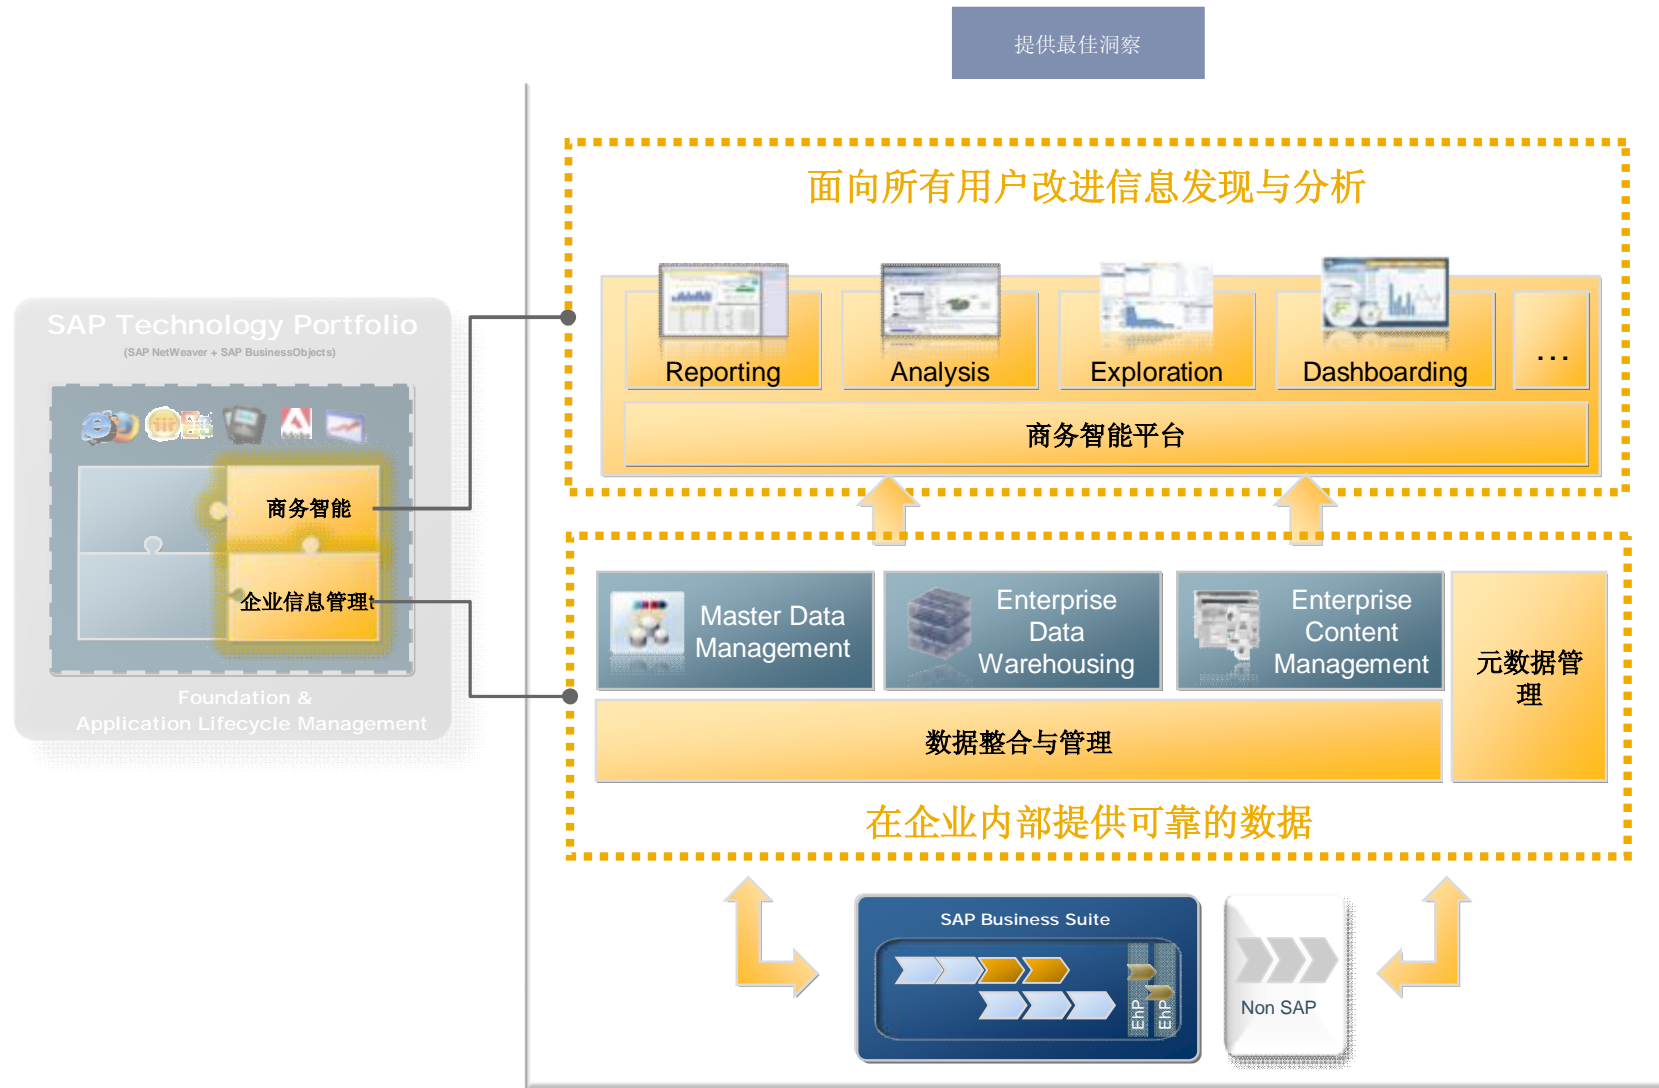 提供最佳洞察
面向所有用户改进信息发现与分析
Reporting
Analysis
Exploration
Dashboarding
...
商务智能平台
SAP Technology Portfolio
(SAP NetWeaver + SAP BusinessObjects)
商务智能
企业信息管理t
Foundation &
Application Lifecycle Management
Master Data
Management
Enterprise
Data
Warehousing
Enterprise
Content
Management
元数据管
理
数据整合与管理
在企业内部提供可靠的数据
SAP Business Suite
EhP
EhP
Non SAP